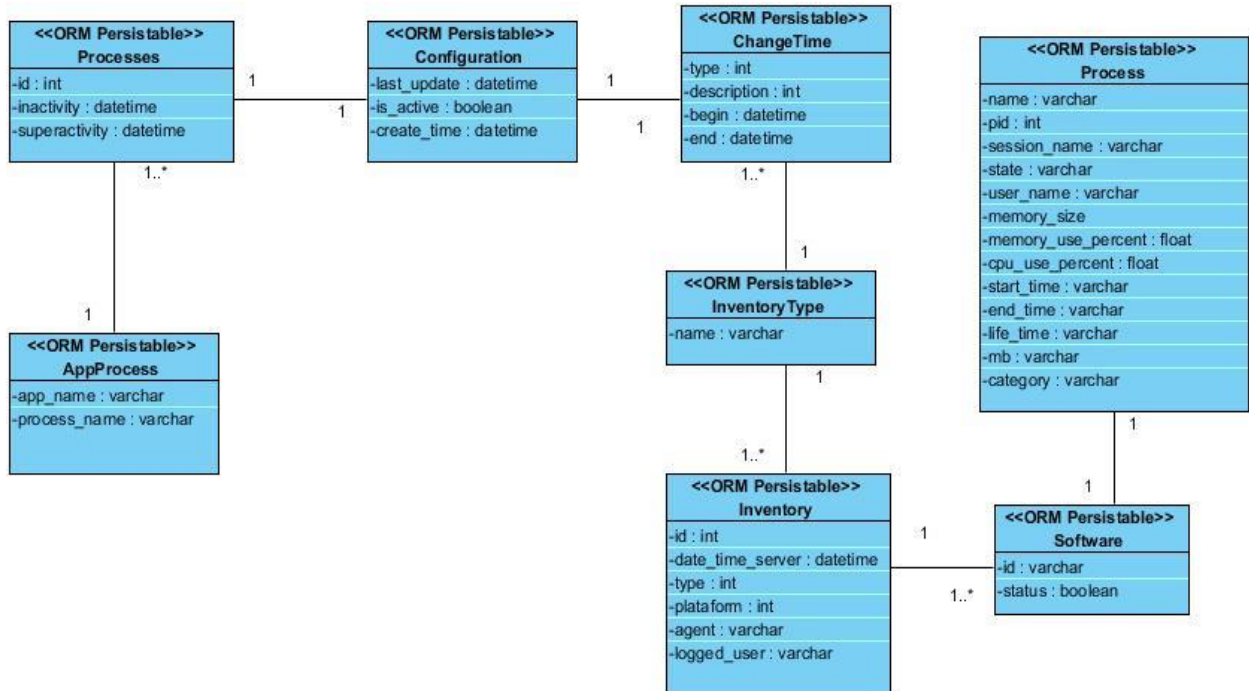 <<ORM Persistable>>
Processes
-id : int
-inactivity : datetime
-superactivity : datetime
1
1
<<ORM Persistable>>
Configuration
-last_update : datetime
-is_active : boolean
-create_time : datetime
1
1
<<ORM Persistable>>
ChangeTime
-type : int
-description : int
-begin : datetime
-end : datetime
<<ORM Persistable>>
Process
-name : varchar
-pid : int
-session_name : varchar
-state : varchar
-user_name : varchar
-memory_size
-memory_use_percent : float
-cpu_use_percent : float
-start_time : varchar
-end_time : varchar
-life_time : varchar
-mb : varchar
-category : varchar
1..*
1
<<ORM Persistable>>
AppProcess
-app_name : varchar
-process_name : varchar
1..*
1
<<ORM Persistable>>
InventoryType
-name : varchar
1
1..*
<<ORM Persistable>>
Inventory
-id : int
-date_time_server : datetime
-type : int
-plataform : int
-agent : varchar
-logged_user : varchar
1
1..*
1
1
<<ORM Persistable>>
Software
-id : varchar
-status : boolean